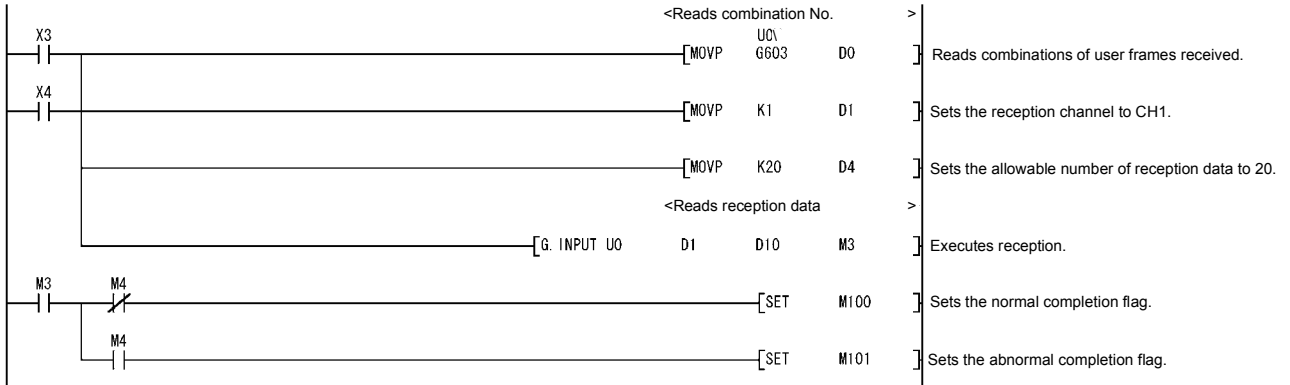 <Reads combination No. >
X3
U0\
MOVP G603 D0 Reads combinations of user frames received.
X4
MOVP K1 D1 Sets the reception channel to CH1.
MOVP K20 D4 Sets the allowable number of reception data to 20.
<Reads reception data >
G. INPUT U0 D1 D10 M3 Executes reception.
M3 M4
SET M100 Sets the normal completion flag.
M4
SET M101 Sets the abnormal completion flag.